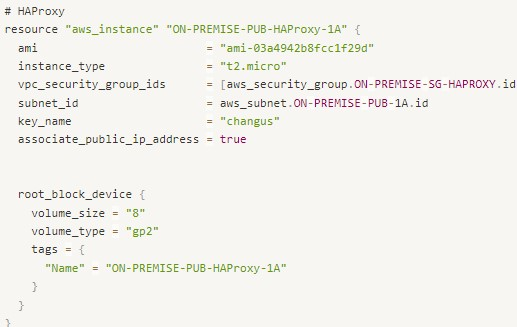 # HAProxy
resource "aws_instance" "ON-PREMISE-PUB-HAProxy-1A" {
  ami                         = "ami-03a4942b8fcc1f29d"
  instance_type               = "t2.micro"
  vpc_security_group_ids      = [aws_security_group.ON-PREMISE-SG-HAPROXY.id
  subnet_id                   = aws_subnet.ON-PREMISE-PUB-1A.id
  key_name                    = "changus"
  associate_public_ip_address = true
  root_block_device {
    volume_size = "8"
    volume_type = "gp2"
    tags = {
      "Name" = "ON-PREMISE-PUB-HAProxy-1A"
    }
  }
}